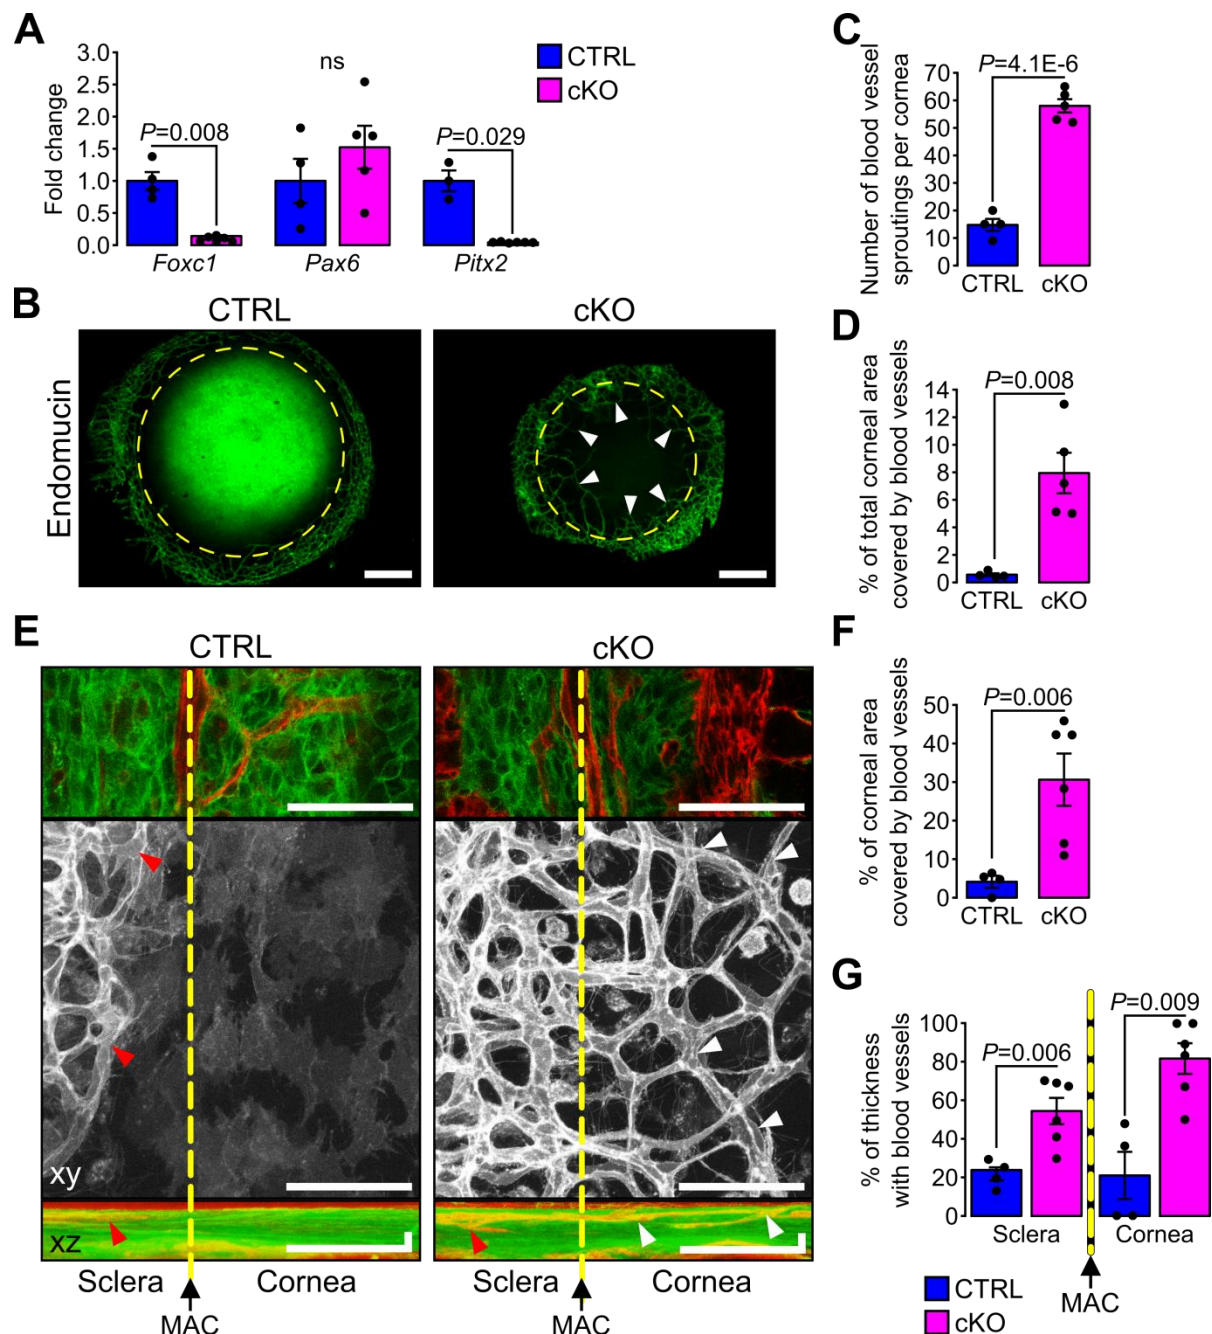 A
Fold change
3.0
2.5
2.0
1.5
1.0
0.5
0.0
P=0.008
ns
P=0.029
Foxc1
Pax6
Pitx2
CTRL
cKO
B
CTRL
cKO
Endomucin
C
Number of blood vessel
sproutings per cornea
70
60
50
40
30
20
10
0
P=4.1E-6
CTRL
cKO
D
% of total corneal area
covered by blood vessels
14
12
10
8
6
4
2
0
P=0.008
CTRL
cKO
E
CTRL
cKO
xy
xz
Sclera
Cornea
MAC
Sclera
Cornea
MAC
F
% of corneal area
covered by blood vessels
50
40
30
20
10
0
P=0.006
CTRL
cKO
G
% of thickness
with blood vessels
100
80
60
40
20
0
P=0.006
P=0.009
Sclera
Cornea
MAC
CTRL
cKO